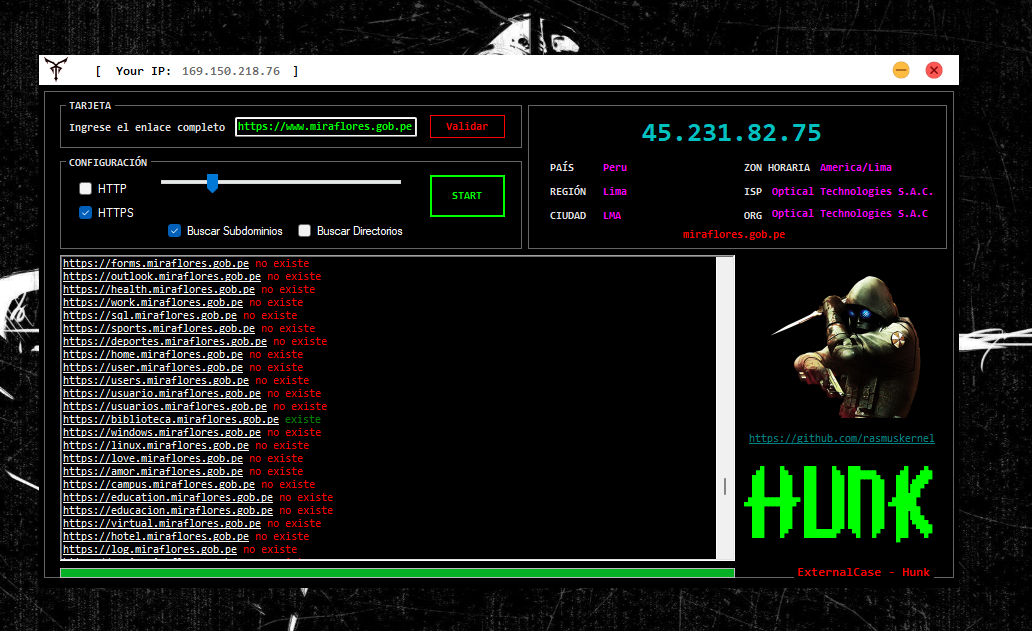 [ Your IP: 169.150.218.76 ]
TARJETA
Ingrese el enlace completo https://www.miraflores.gob.pe Validar
CONFIGURACIÓN
HTTP
HTTPS
START
Buscar Subdominios Buscar Directorios
45.231.82.75
PAÍS Peru ZON HORARIA America/Lima
REGIÓN Lima ISP Optical Technologies S.A.C.
CIUDAD LMA ORG Optical Technologies S.A.C
miraflores.gob.pe
https://forms.miraflores.gob.pe no existe
https://outlook.miraflores.gob.pe no existe
https://health.miraflores.gob.pe no existe
https://work.miraflores.gob.pe no existe
https://sql.miraflores.gob.pe no existe
https://sports.miraflores.gob.pe no existe
https://deportes.miraflores.gob.pe no existe
https://home.miraflores.gob.pe no existe
https://user.miraflores.gob.pe no existe
https://users.miraflores.gob.pe no existe
https://usuario.miraflores.gob.pe no existe
https://usuarios.miraflores.gob.pe no existe
https://biblioteca.miraflores.gob.pe existe
https://windows.miraflores.gob.pe no existe
https://linux.miraflores.gob.pe no existe
https://love.miraflores.gob.pe no existe
https://amor.miraflores.gob.pe no existe
https://campus.miraflores.gob.pe no existe
https://education.miraflores.gob.pe no existe
https://educacion.miraflores.gob.pe no existe
https://virtual.miraflores.gob.pe no existe
https://hotel.miraflores.gob.pe no existe
https://log.miraflores.gob.pe no existe
https://github.com/rasmuskernel
HUNK
ExternalCase - Hunk